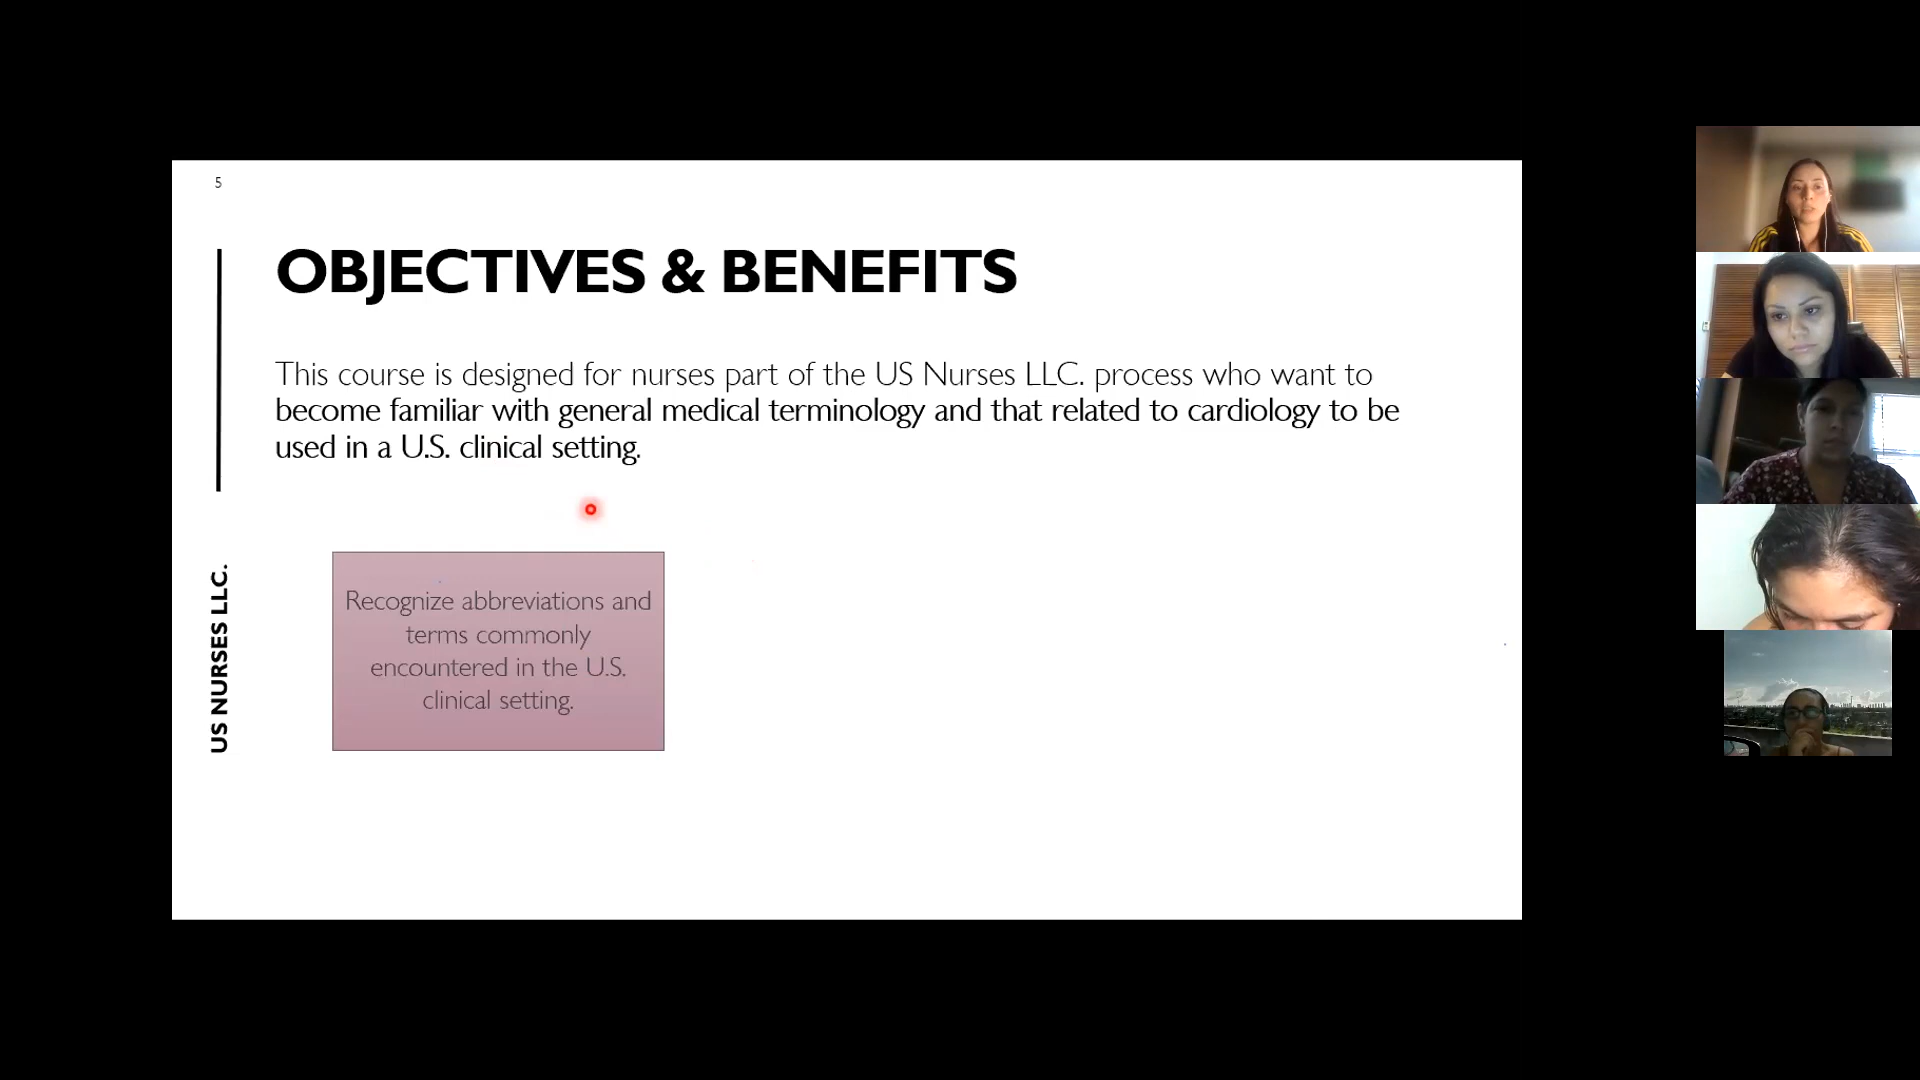 5
OBJECTIVES & BENEFITS
This course is designed for nurses part of the US Nurses LLC. process who want to
become familiar with general medical terminology and that related to cardiology to be
used in a U.S. clinical setting.
US NURSES LLC.
Recognize abbreviations and
terms commonly
encountered in the U.S.
clinical setting.